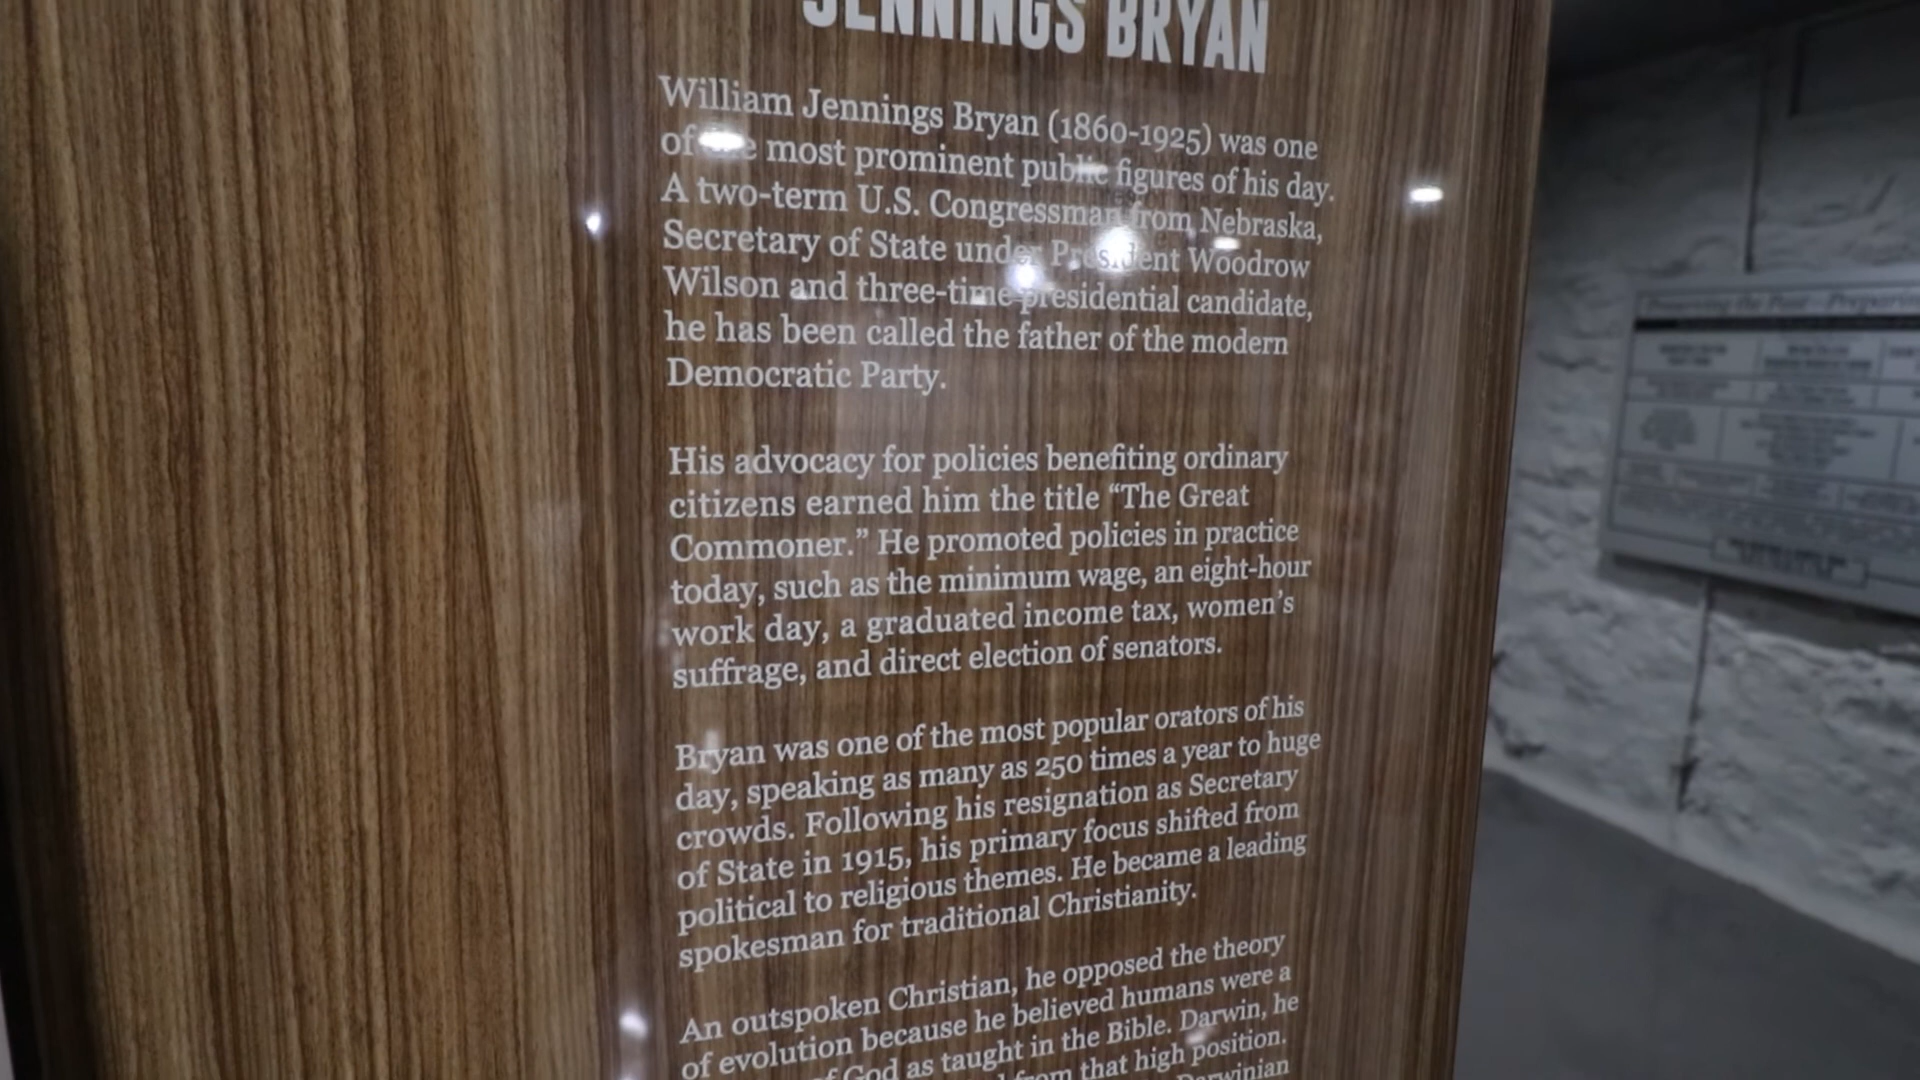 JENNINGS BRYAN
William Jennings Bryan (1860-1925) was one
of the most prominent public figures of his day.
A two-term U.S. Congressman from Nebraska,
Secretary of State under President Woodrow
Wilson and three-time presidential candidate,
he has been called the father of the modern
Democratic Party.
His advocacy for policies benefiting ordinary
citizens earned him the title “The Great
Commoner.” He promoted policies in practice
today, such as the minimum wage, an eight-hour
work day, a graduated income tax, women’s
suffrage, and direct election of senators.
Bryan was one of the most popular orators of his
day, speaking as many as 250 times a year to huge
crowds. Following his resignation as Secretary
of State in 1915, his primary focus shifted from
political to religious themes. He became a leading
spokesman for traditional Christianity.
An outspoken Christian, he opposed the theory
of evolution because he believed humans were a
of God as taught in the Bible. Darwin, he
from that high position.
Darwinian